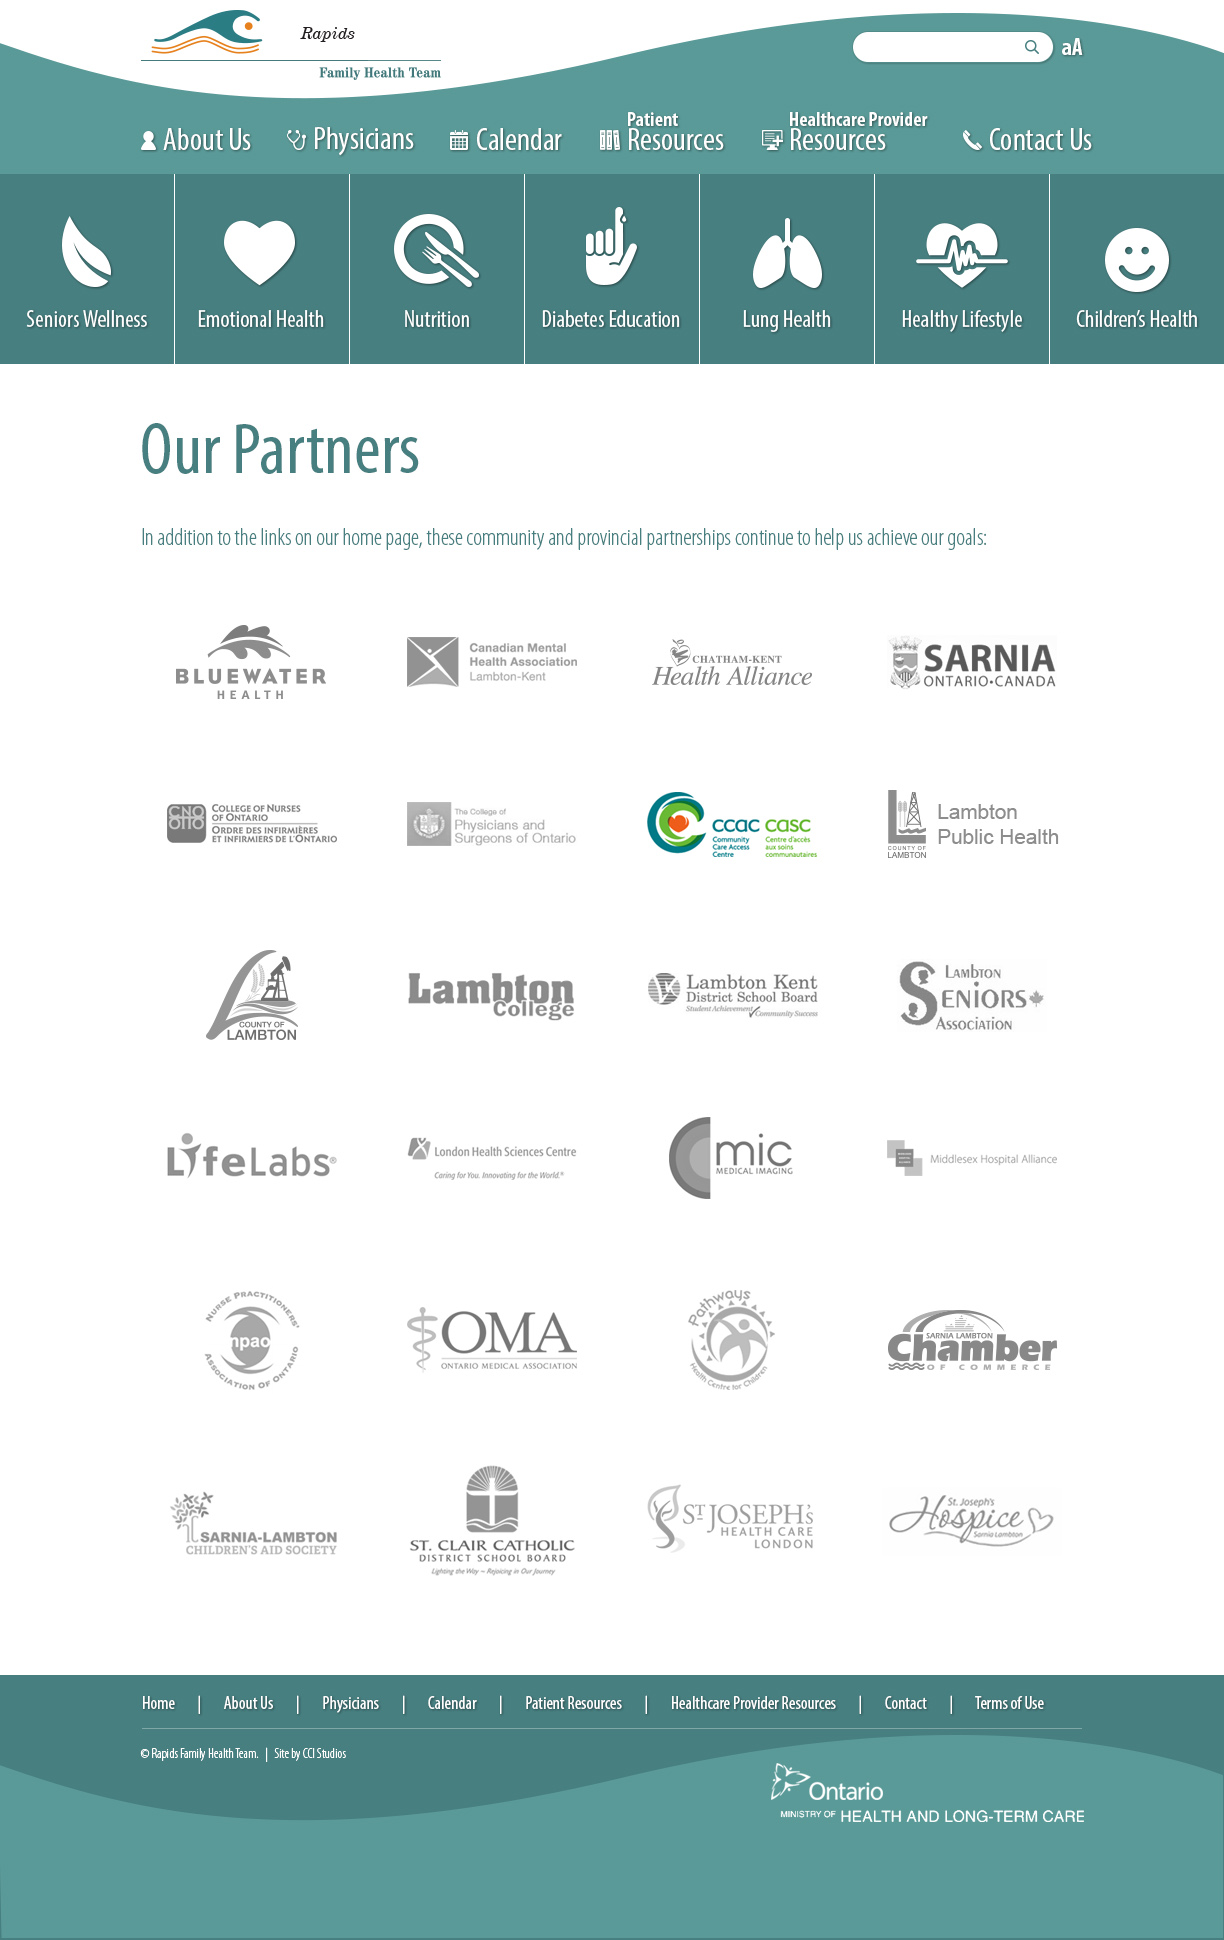 Rapids
Family Health Team
aA
About Us
Physicians
Calendar
Patient
Resources
Healthcare Provider
Resources
Contact Us
Seniors Wellness
Emotional Health
Nutrition
Diabetes Education
Lung Health
Healthy Lifestyle
Children's Health
Our Partners
In addition to the links on our home page, these community and provincial partnerships continue to help us achieve our goals:
BLUEWATER
HEALTH
Canadian Mental
Health Association
Lambton-Kent
CHATHAM-KENT
Health Alliance
SARNIA
ONTARIO•CANADA
CNO
OIIO
COLLEGE OF NURSES
OF ONTARIO
ORDRE DES INFIRMIÈRES
ET INFIRMIERS DE L'ONTARIO
The College of
Physicians and
Surgeons of Ontario
ccac casc
Community
Care Access
Centre
Centre d'accès
aux soins
communautaires
COUNTY OF
LAMBTON
Lambton
Public Health
COUNTY OF
LAMBTON
Lambton
College
Lambton Kent
District School Board
Student Achievement Community Success
LAMBTON
SENIORS
ASSOCIATION
LifeLabs®
London Health Sciences Centre
Caring for You. Innovating for the World.®
mic
MEDICAL IMAGING
Middlesex Hospital Alliance
NURSE PRACTITIONERS'
npao
ASSOCIATION OF ONTARIO
OMA
ONTARIO MEDICAL ASSOCIATION
Pathways
Health Centre for Children
SARNIA LAMBTON
Chamber
OF COMMERCE
SARNIA-LAMBTON
CHILDREN'S AID SOCIETY
ST. CLAIR CATHOLIC
DISTRICT SCHOOL BOARD
Lighting the Way ~ Rejoicing in Our Journey
ST JOSEPH'S
HEALTH CARE
LONDON
St. Joseph's
Hospice
Sarnia Lambton
Home | About Us | Physicians | Calendar | Patient Resources | Healthcare Provider Resources | Contact | Terms of Use
© Rapids Family Health Team. | Site by CCI Studios
Ontario
MINISTRY OF HEALTH AND LONG-TERM CARE